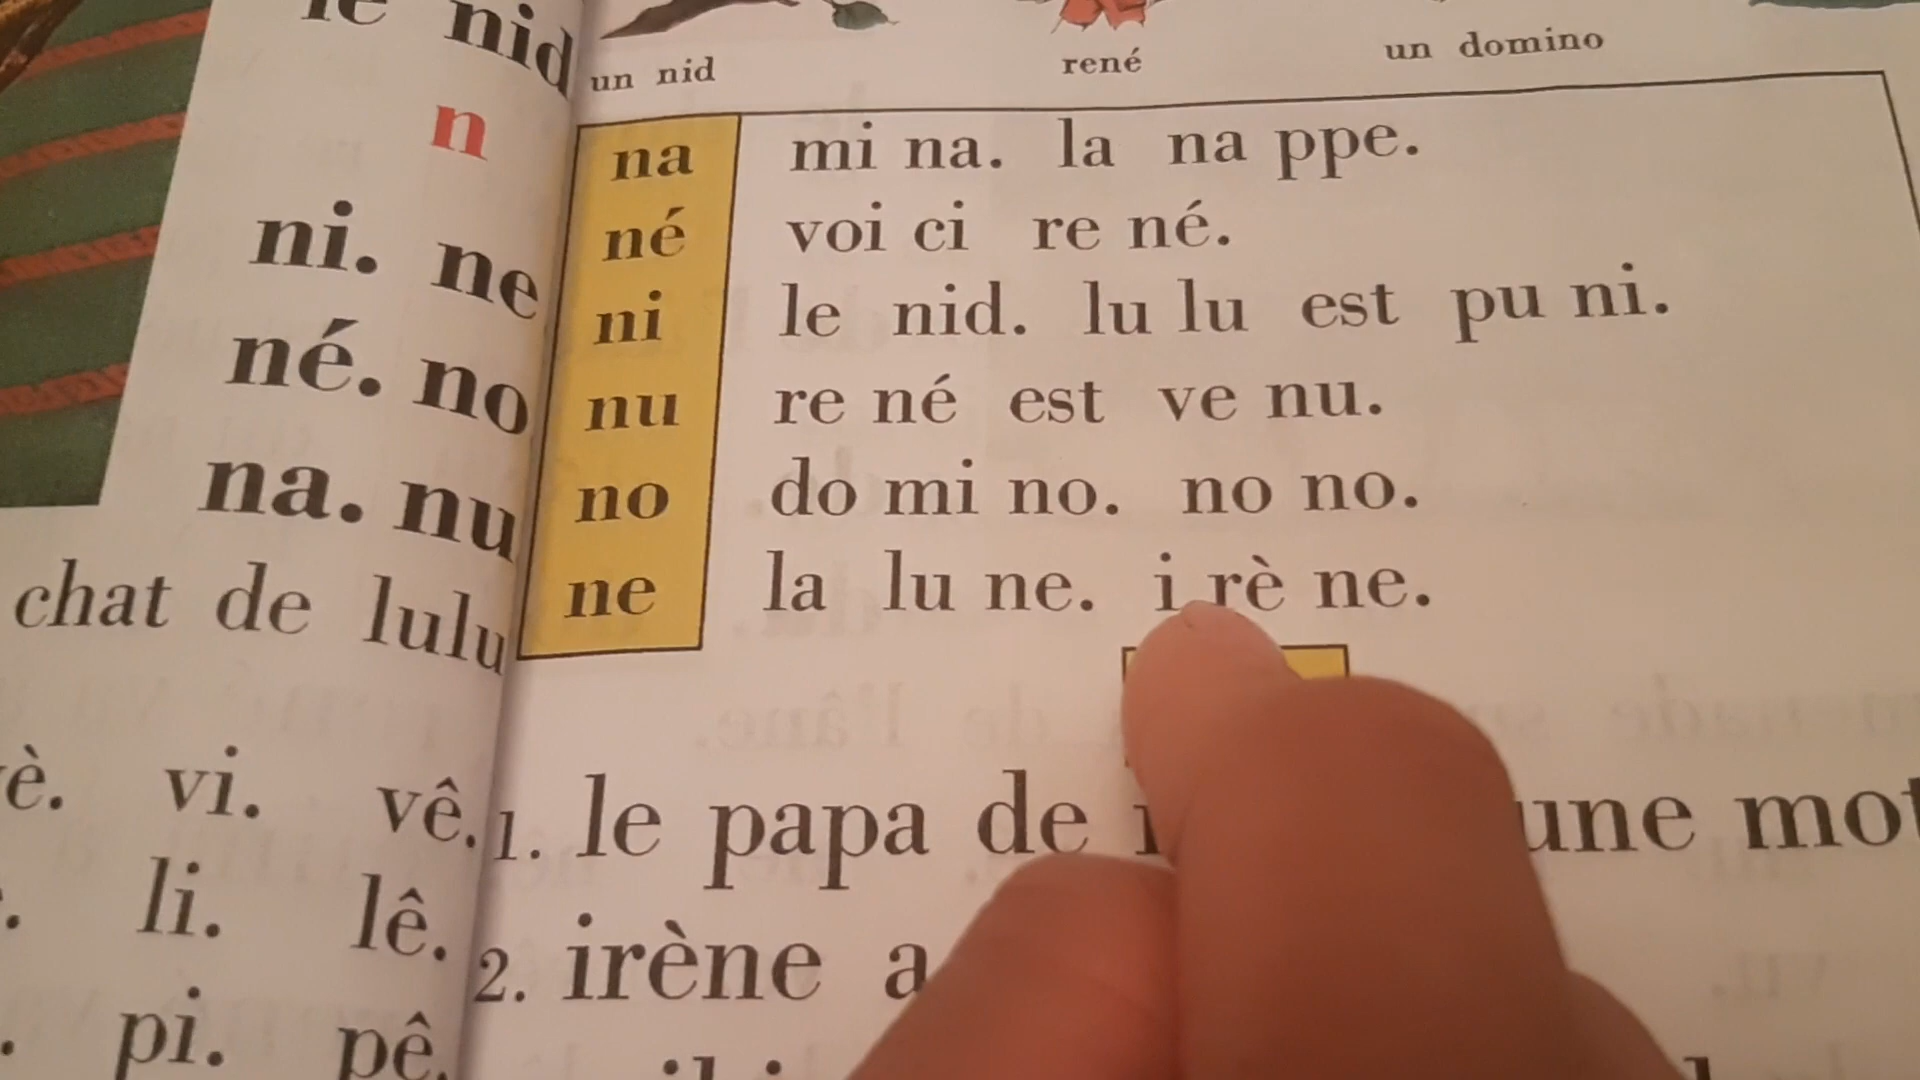 le nid
n
ni. ne
né. no
na. nu
chat de lulu
vi. vê.
li. lê.
pi. pê.
un nid
rené
un domino
na mi na. la na ppe.
né voi ci re né.
ni le nid. lu lu est pu ni.
nu re né est ve nu.
no do mi no. no no.
ne la lu ne. i rè ne.
1. le papa de une
2. irène a